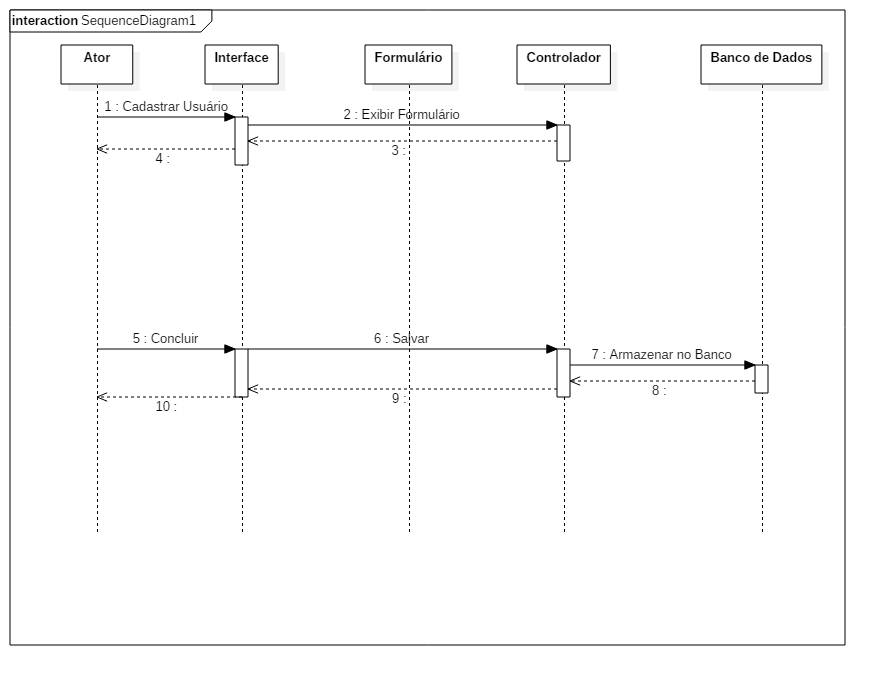 interaction SequenceDiagram1
Ator
Interface
Formulário
Controlador
Banco de Dados
1 : Cadastrar Usuário
2 : Exibir Formulário
3 :
4 :
5 : Concluir
6 : Salvar
7 : Armazenar no Banco
8 :
9 :
10 :